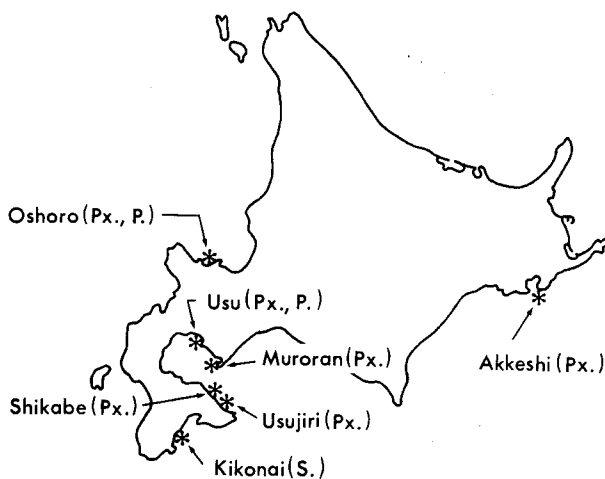 Oshoro (Px., P.)
Usu (Px., P.)
Muroran (Px.)
Akkeshi (Px.)
Shikabe (Px.)
Usujiri (Px.)
Kikonai (S.)